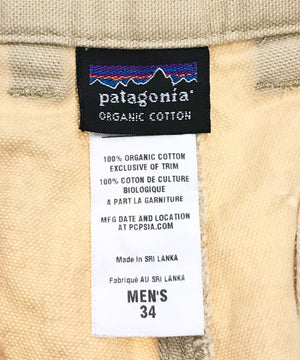 patagonia®
ORGANIC COTTON
100% ORGANIC COTTON
EXCLUSIVE OF TRIM
100% COTON DE CULTURE
BIOLOGIQUE
A PART LA GARNITURE
MFG DATE AND LOCATION
AT PCPSIA.COM
Made in SRI LANKA
Fabriqué AU SRI LANKA
MEN'S
34